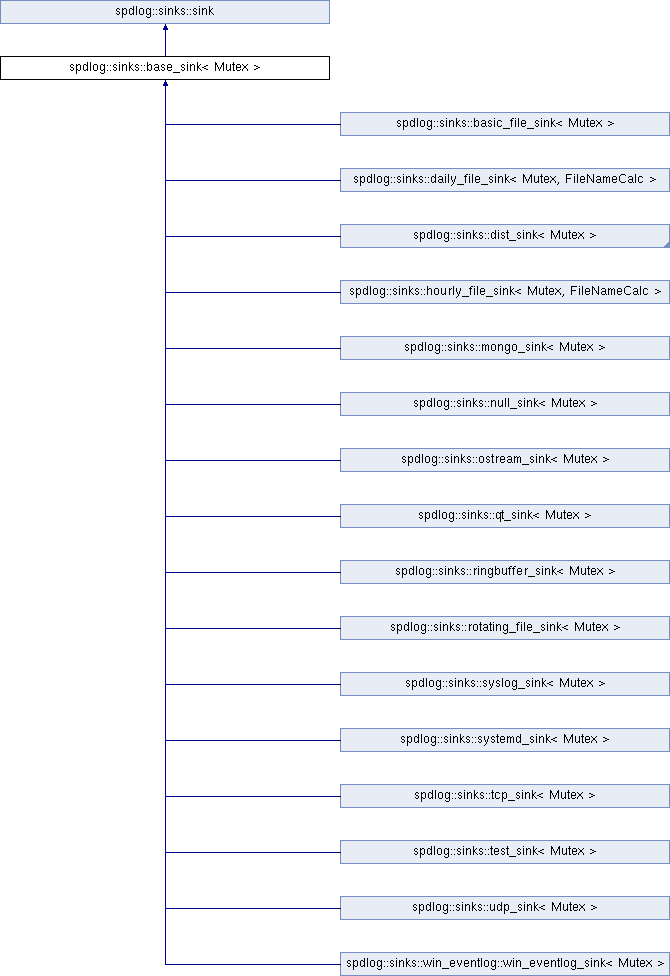 spdlog::sinks::sink
spdlog::sinks::base_sink< Mutex >
spdlog::sinks::basic_file_sink< Mutex >
spdlog::sinks::daily_file_sink< Mutex, FileNameCalc >
spdlog::sinks::dist_sink< Mutex >
spdlog::sinks::hourly_file_sink< Mutex, FileNameCalc >
spdlog::sinks::mongo_sink< Mutex >
spdlog::sinks::null_sink< Mutex >
spdlog::sinks::ostream_sink< Mutex >
spdlog::sinks::qt_sink< Mutex >
spdlog::sinks::ringbuffer_sink< Mutex >
spdlog::sinks::rotating_file_sink< Mutex >
spdlog::sinks::syslog_sink< Mutex >
spdlog::sinks::systemd_sink< Mutex >
spdlog::sinks::tcp_sink< Mutex >
spdlog::sinks::test_sink< Mutex >
spdlog::sinks::udp_sink< Mutex >
spdlog::sinks::win_eventlog::win_eventlog_sink< Mutex >